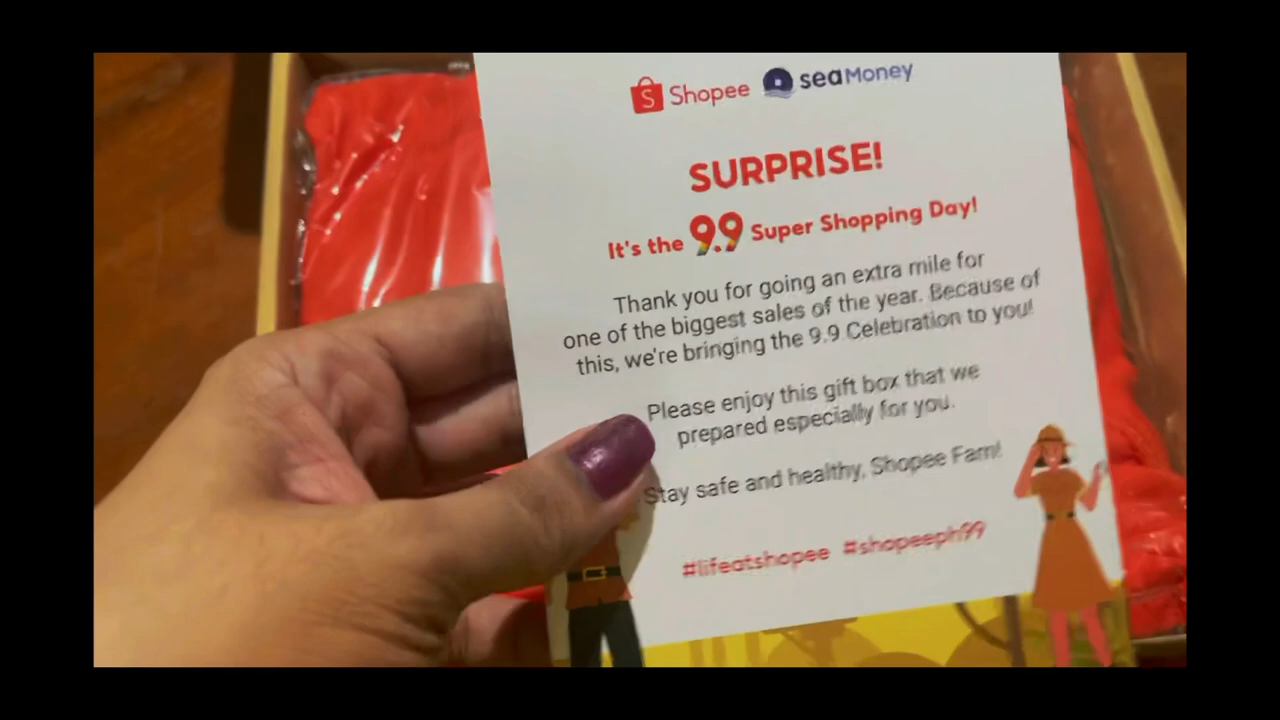 Shopee seaMoney
SURPRISE!
It's the 9.9 Super Shopping Day!
Thank you for going an extra mile for
one of the biggest sales of the year. Because of
this, we're bringing the 9.9 Celebration to you!
Please enjoy this gift box that we
prepared especially for you.
Stay safe and healthy, Shopee Fam!
#lifeatshopee #shopeeph99